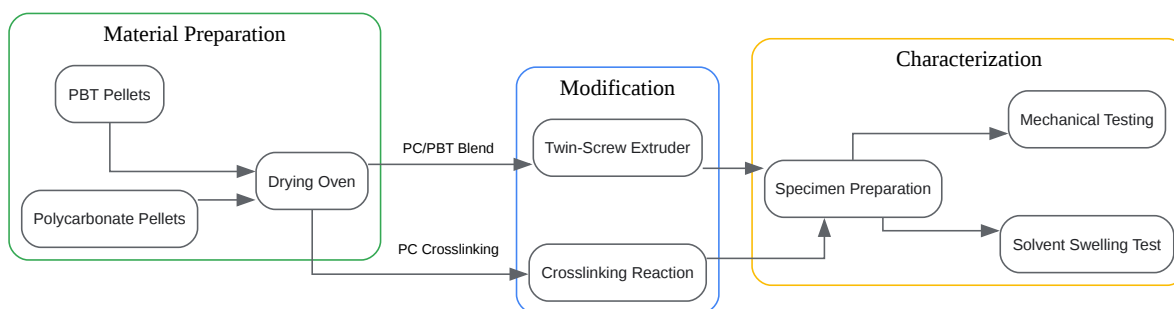 Material Preparation
PBT Pellets
Drying Oven
Polycarbonate Pellets
PC/PBT Blend
PC Crosslinking
Modification
Twin-Screw Extruder
Crosslinking Reaction
Characterization
Specimen Preparation
Mechanical Testing
Solvent Swelling Test